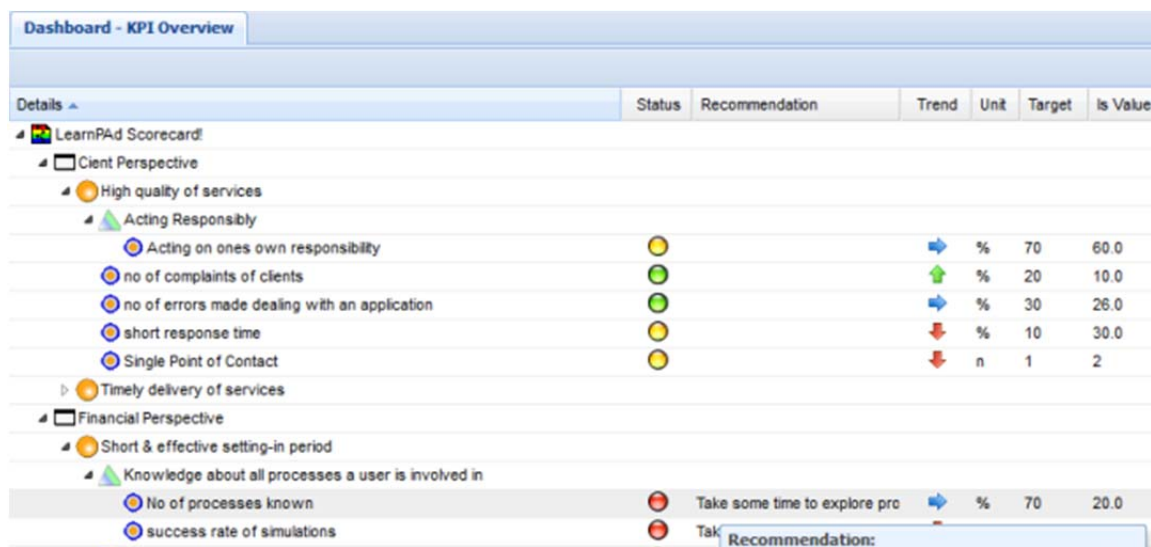 Dashboard - KPI Overview
Details Status Recommendation Trend Unit Target Is Value
LearnPAd Scorecard!
Cient Perspective
High quality of services
Acting Responsibly
Acting on ones own responsibility % 70 60.0
no of complaints of clients % 20 10.0
no of errors made dealing with an application % 30 26.0
short response time % 10 30.0
Single Point of Contact n 1 2
Timely delivery of services
Financial Perspective
Short & effective setting-in period
Knowledge about all processes a user is involved in
No of processes known Take some time to explore pro % 70 20.0
success rate of simulations Tak
Recommendation: